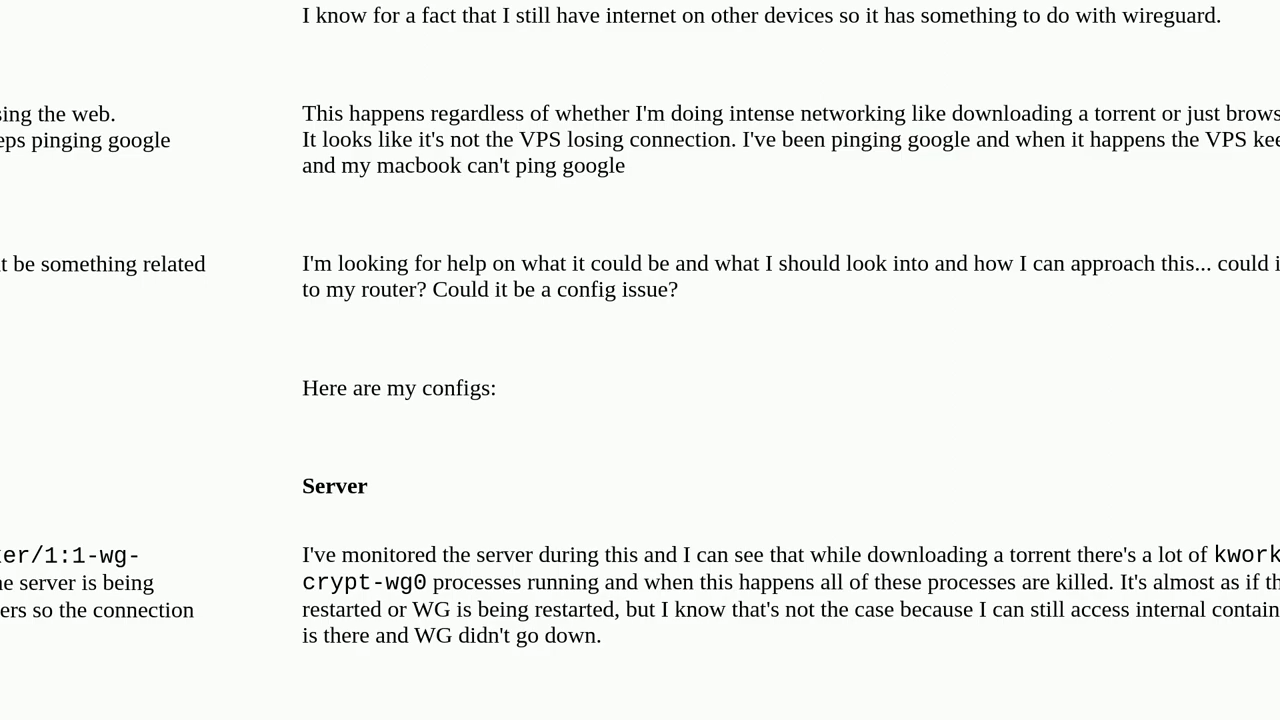 I know for a fact that I still have internet on other devices so it has something to do with wireguard.
sing the web.
eps pinging google
This happens regardless of whether I'm doing intense networking like downloading a torrent or just brows
It looks like it's not the VPS losing connection. I've been pinging google and when it happens the VPS kee
and my macbook can't ping google
t be something related
I'm looking for help on what it could be and what I should look into and how I can approach this... could i
to my router? Could it be a config issue?
Here are my configs:
Server
ker/1:1-wg-
he server is being
ers so the connection
I've monitored the server during this and I can see that while downloading a torrent there's a lot of kwork
crypt-wg0 processes running and when this happens all of these processes are killed. It's almost as if th
restarted or WG is being restarted, but I know that's not the case because I can still access internal contain
is there and WG didn't go down.